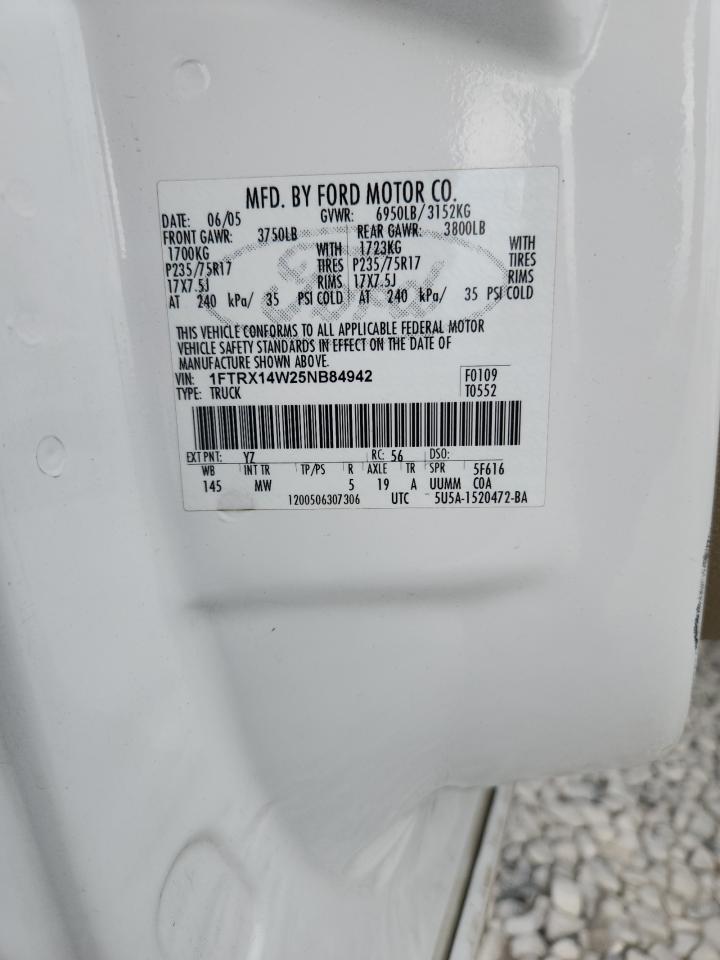 MFD. BY FORD MOTOR CO.
DATE: 06/05 GVWR: 6950LB/3152KG
FRONT GAWR: 3750LB REAR GAWR: 3800LB
1700KG WITH 1723KG WITH
P235/75R17 TIRES P235/75R17 TIRES
17X7.5J RIMS 17X7.5J RIMS
AT 240 kPa/ 35 PSI COLD AT 240 kPa/ 35 PSI COLD
Ford
THIS VEHICLE CONFORMS TO ALL APPLICABLE FEDERAL MOTOR
VEHICLE SAFETY STANDARDS IN EFFECT ON THE DATE OF
MANUFACTURE SHOWN ABOVE.
VIN: 1FTRX14W25NB84942 F0109
TYPE: TRUCK T0552
EXT PNT: YZ RC: 56 DSO:
WB INT TR TP/PS R AXLE TR SPR 5F616
145 MW 5 19 A UUMM COA
1200506307306 UTC 5U5A-1520472-BA